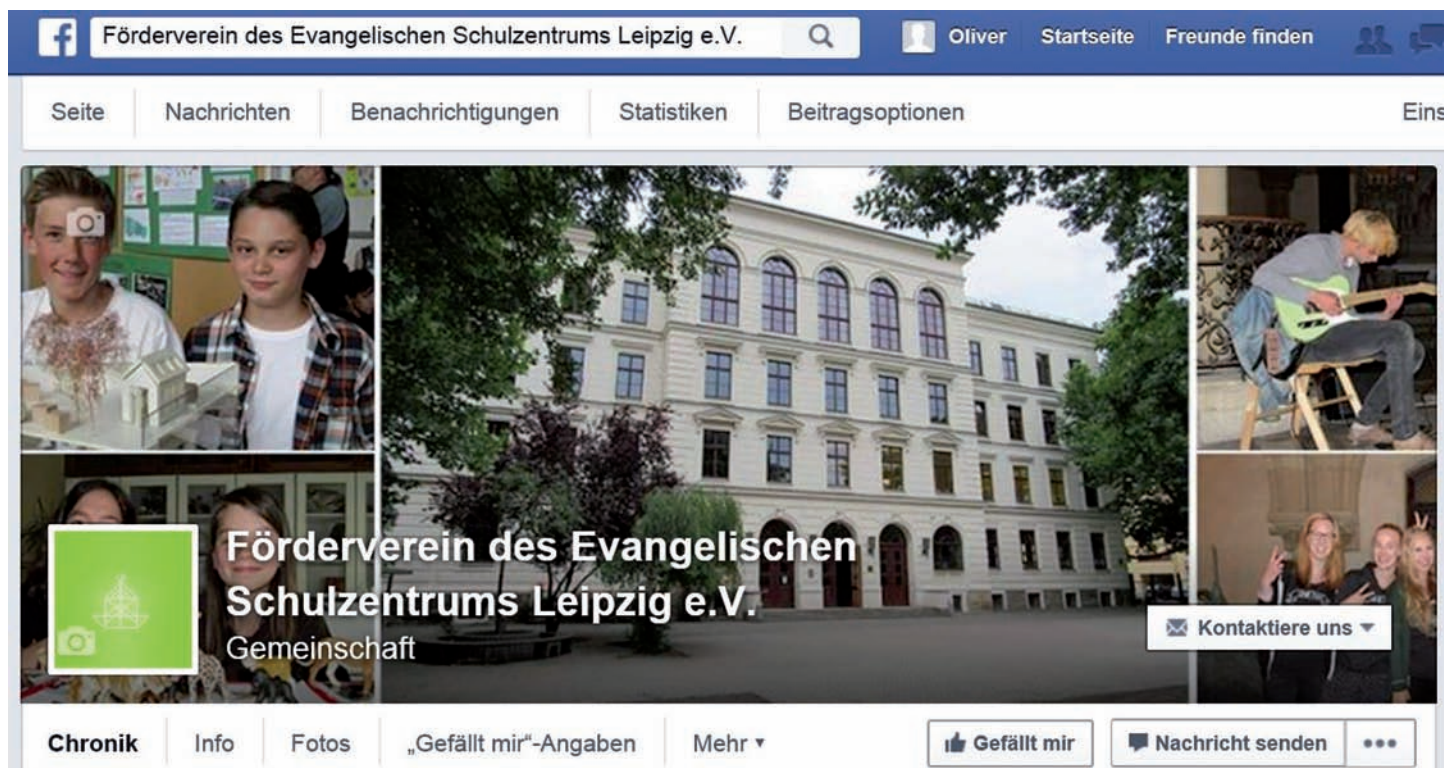 f Förderverein des Evangelischen Schulzentrums Leipzig e.V. Oliver Startseite Freunde finden
Seite Nachrichten Benachrichtigungen Statistiken Beitragsoptionen Eins
Förderverein des Evangelischen
Schulzentrums Leipzig e.V.
Gemeinschaft
Kontaktiere uns
Chronik Info Fotos „Gefällt mir“-Angaben Mehr Gefällt mir Nachricht senden